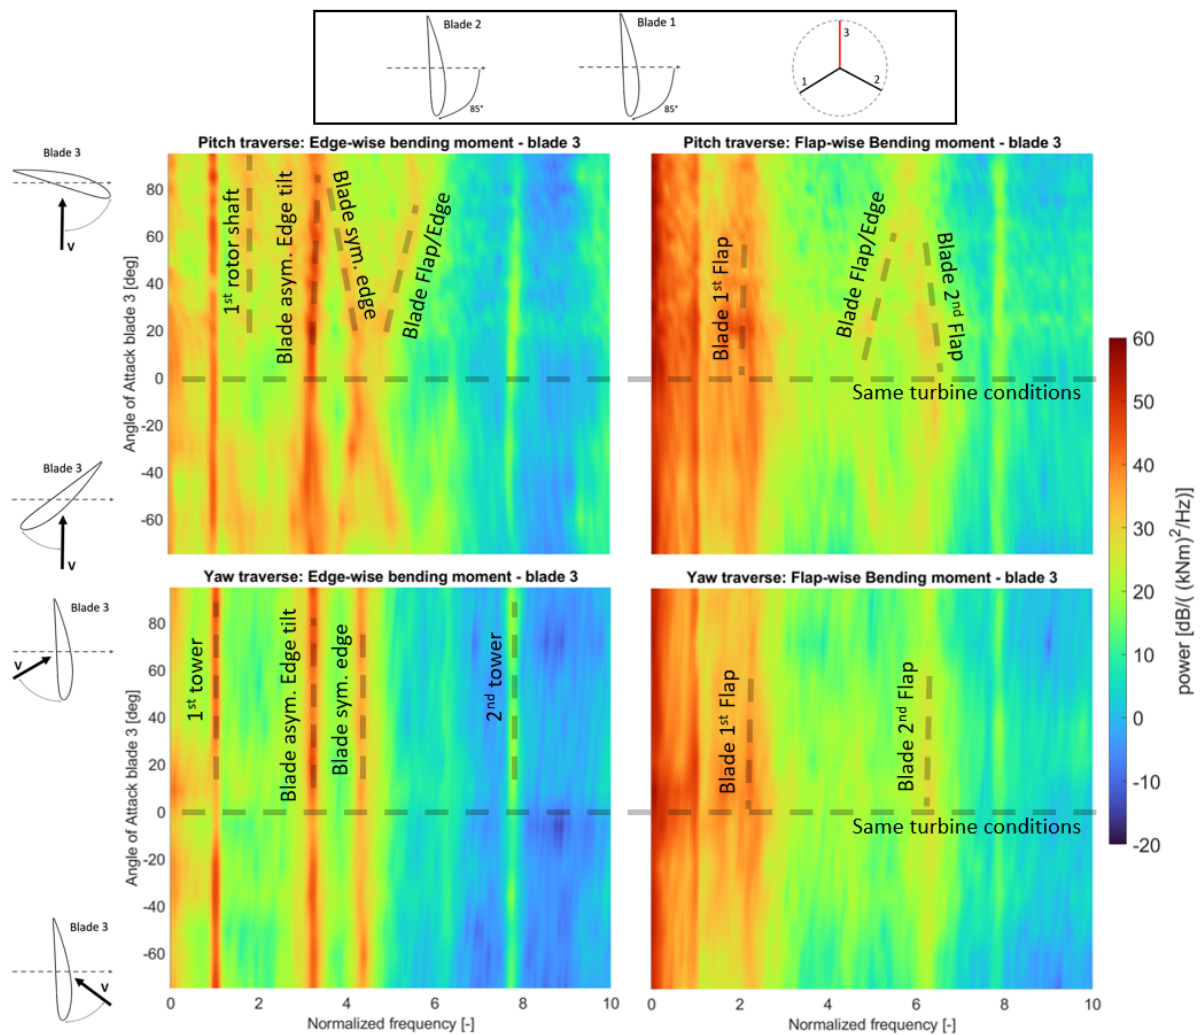 Blade 2
Blade 1
85°
85°
3
1
2
Pitch traverse: Edge-wise bending moment - blade 3
Pitch traverse: Flap-wise Bending moment - blade 3
Blade 3
V
Blade 3
V
Angle of Attack blade 3 [deg]
80
60
40
20
0
-20
-40
-60
1st rotor shaft
Blade asym. Edge tilt
Blade sym. edge
Blade Flap/Edge
Blade 1st Flap
Blade Flap/Edge
Blade 2nd Flap
Same turbine conditions
Yaw traverse: Edge-wise bending moment - blade 3
Yaw traverse: Flap-wise Bending moment - blade 3
Blade 3
V
Blade 3
V
Angle of Attack blade 3 [deg]
80
60
40
20
0
-20
-40
-60
1st tower
Blade asym. Edge tilt
Blade sym. edge
2nd tower
Blade 1st Flap
Blade 2nd Flap
Same turbine conditions
0 2 4 6 8 10
Normalized frequency [-]
0 2 4 6 8 10
Normalized frequency [-]
60
50
40
30
20
10
0
-10
-20
power [dB/( (kNm)2/Hz)]